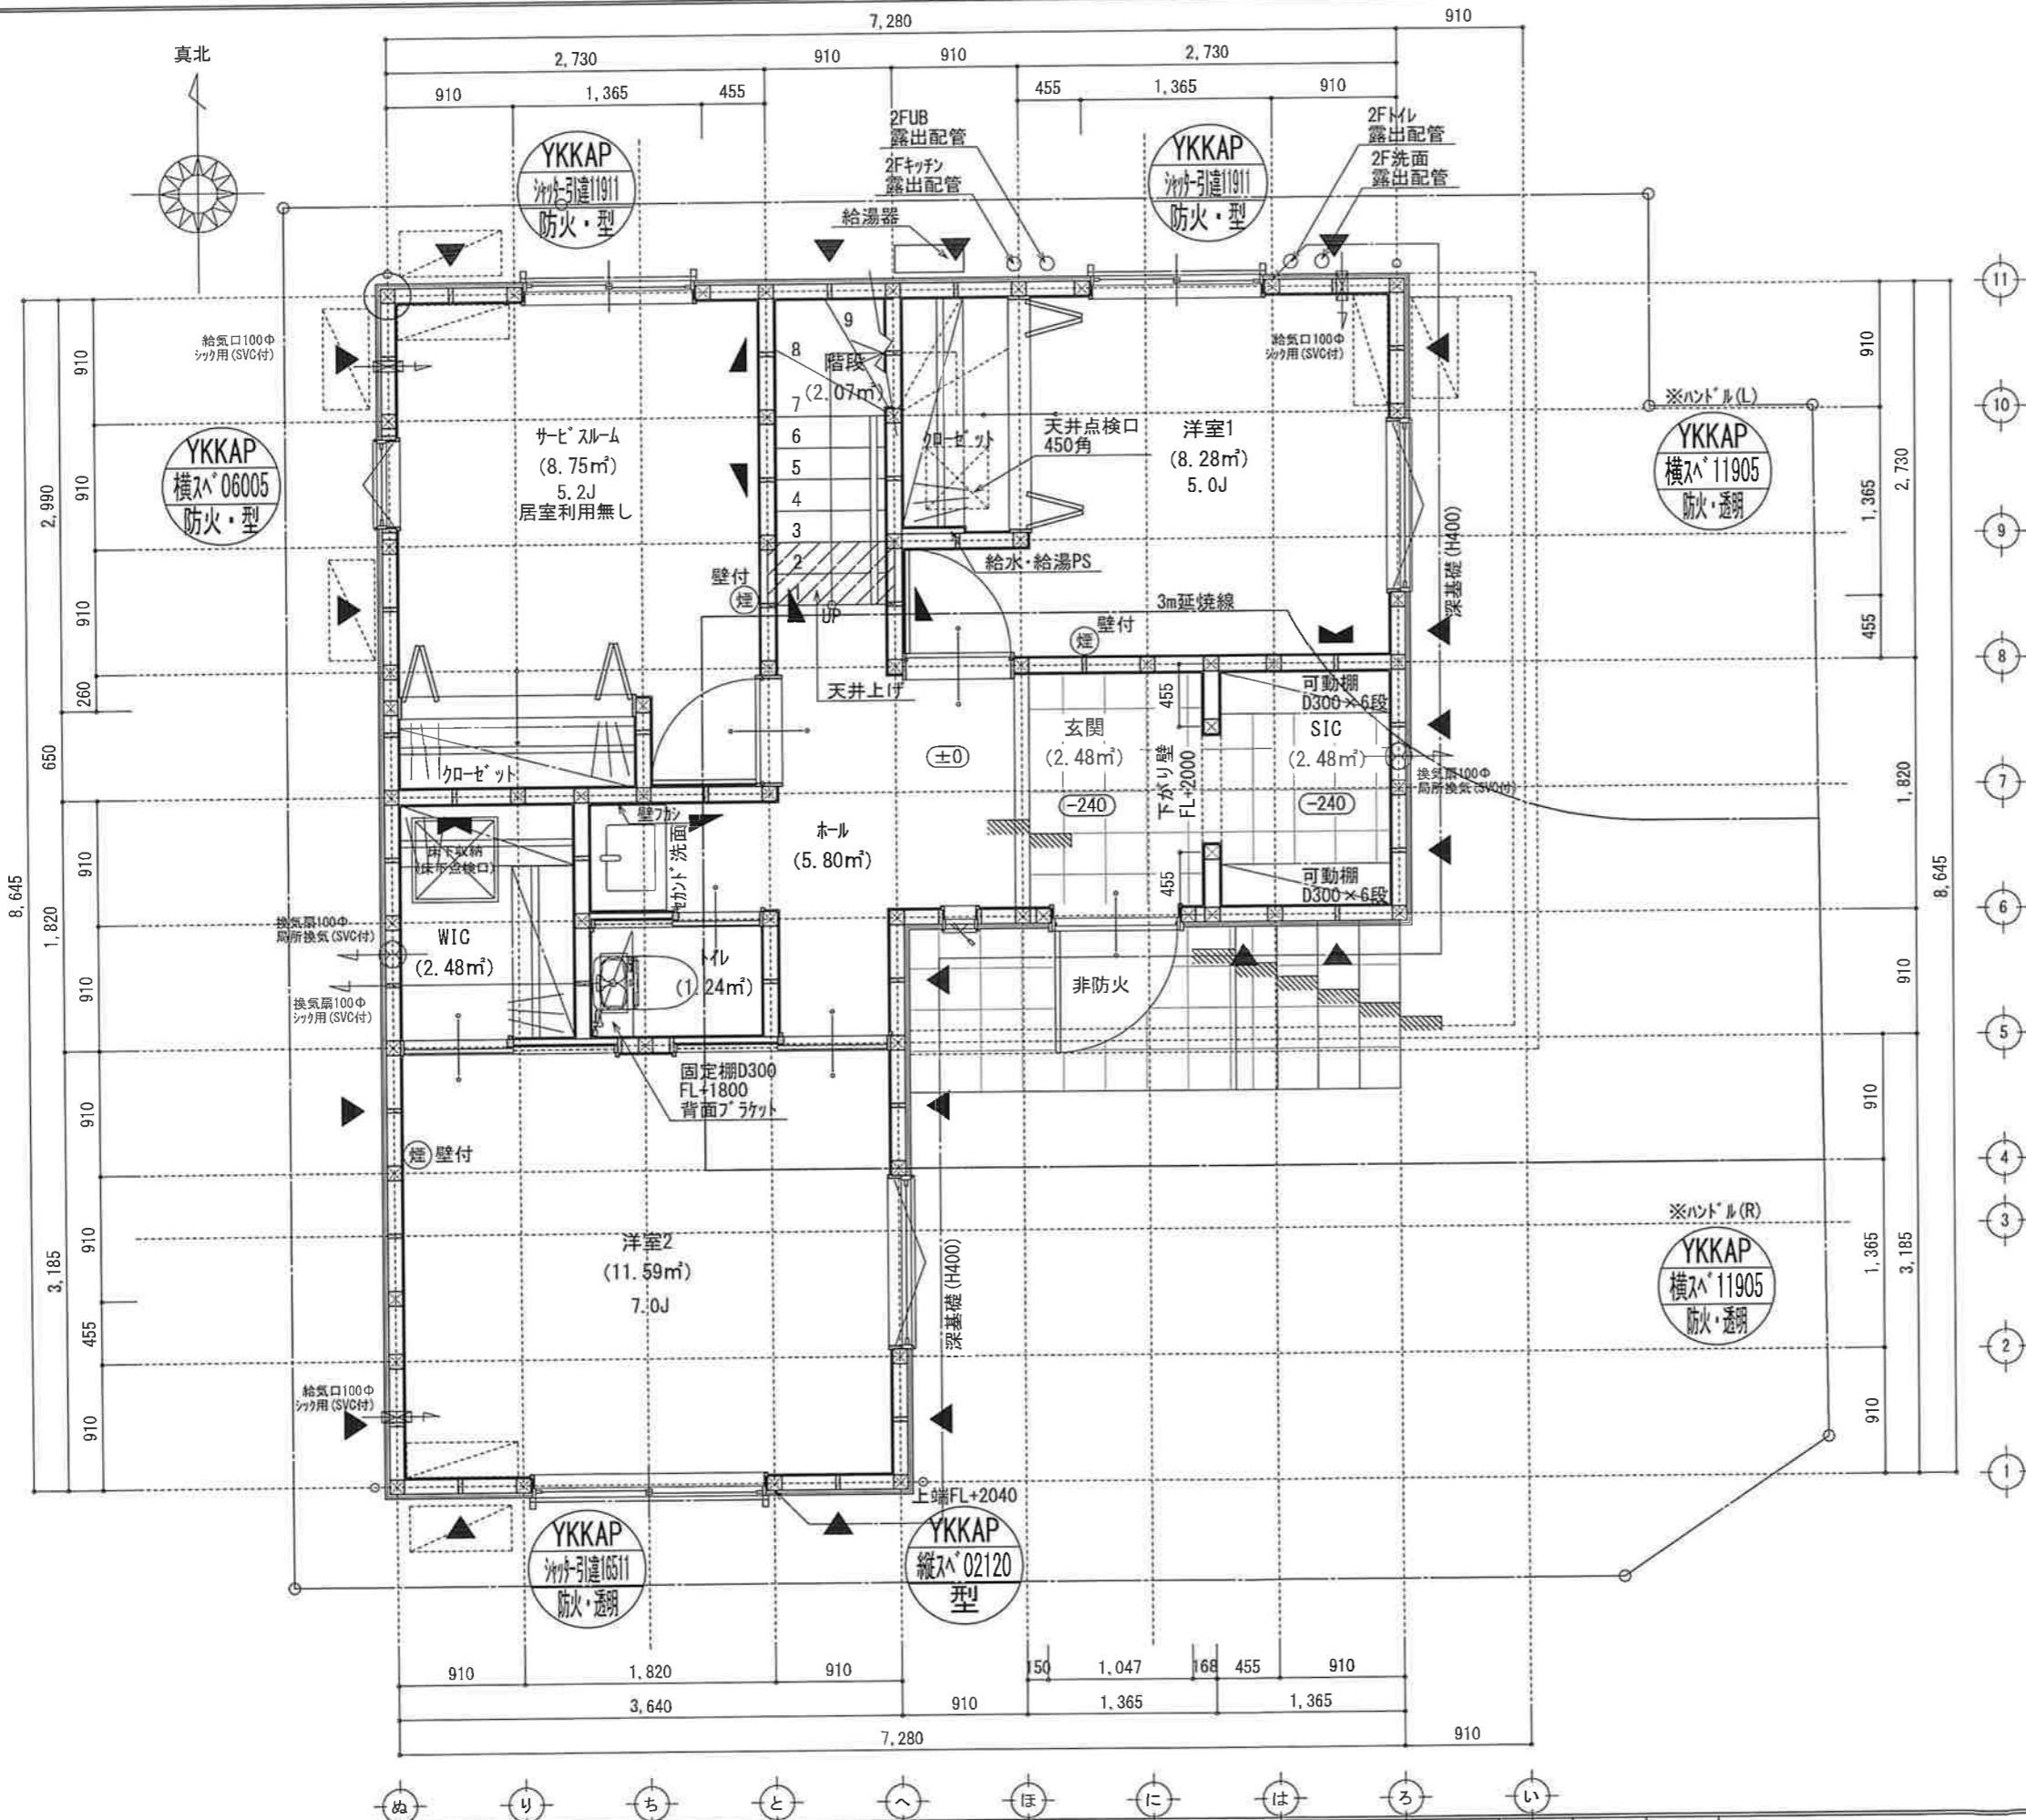 7,280
910
2,730
910
910
2,730
910
1,365
455
455
1,365
910
真北
YKKAP
シャッター引違11911
防火・型
2FUB
露出配管
2Fキッチン
露出配管
給湯器
YKKAP
シャッター引違11911
防火・型
2Fトイレ
露出配管
2F洗面
露出配管
給気口100Φ
シック用(SVC付)
YKKAP
横スベ06005
防火・型
サービスルーム
(8.75㎡)
5.2J
居室利用無し
9
8
階段
(2.07㎡)
7
6
5
4
3
2
UP
クローゼット
天井点検口
450角
洋室1
(8.28㎡)
5.0J
給気口100Φ
シック用(SVC付)
※ハンドル(L)
YKKAP
横スベ11905
防火・透明
深基礎(H400)
給水・給湯PS
3m延焼線
壁付
煙
煙
壁付
天井上げ
クローゼット
±0
玄関
(2.48㎡)
-240
455
下がり壁
FL+2000
455
可動棚
D300×6段
SIC
(2.48㎡)
-240
可動棚
D300×6段
換気扇100Φ
局所換気(SVC付)
壁フカシ
セカンド洗面
ホール
(5.80㎡)
床下収納
(床下点検口)
WIC
(2.48㎡)
換気扇100Φ
局所換気(SVC付)
換気扇100Φ
シック用(SVC付)
トイレ
(1.24㎡)
非防火
固定棚D300
FL+1800
背面ブラケット
煙
壁付
洋室2
(11.59㎡)
7.0J
深基礎(H400)
※ハンドル(R)
YKKAP
横スベ11905
防火・透明
給気口100Φ
シック用(SVC付)
YKKAP
シャッター引違16511
防火・透明
上端FL+2040
YKKAP
縦スベ02120
型
8,645
2,990
650
1,820
3,185
910
910
910
260
910
910
910
910
455
910
910
1,365
455
2,730
1,820
910
910
1,365
910
3,185
8,645
11
10
9
8
7
6
5
4
3
2
1
910
1,820
910
150
1,047
168
455
910
3,640
910
1,365
1,365
7,280
910
ぬ
り
ち
と
へ
ほ
に
は
ろ
い